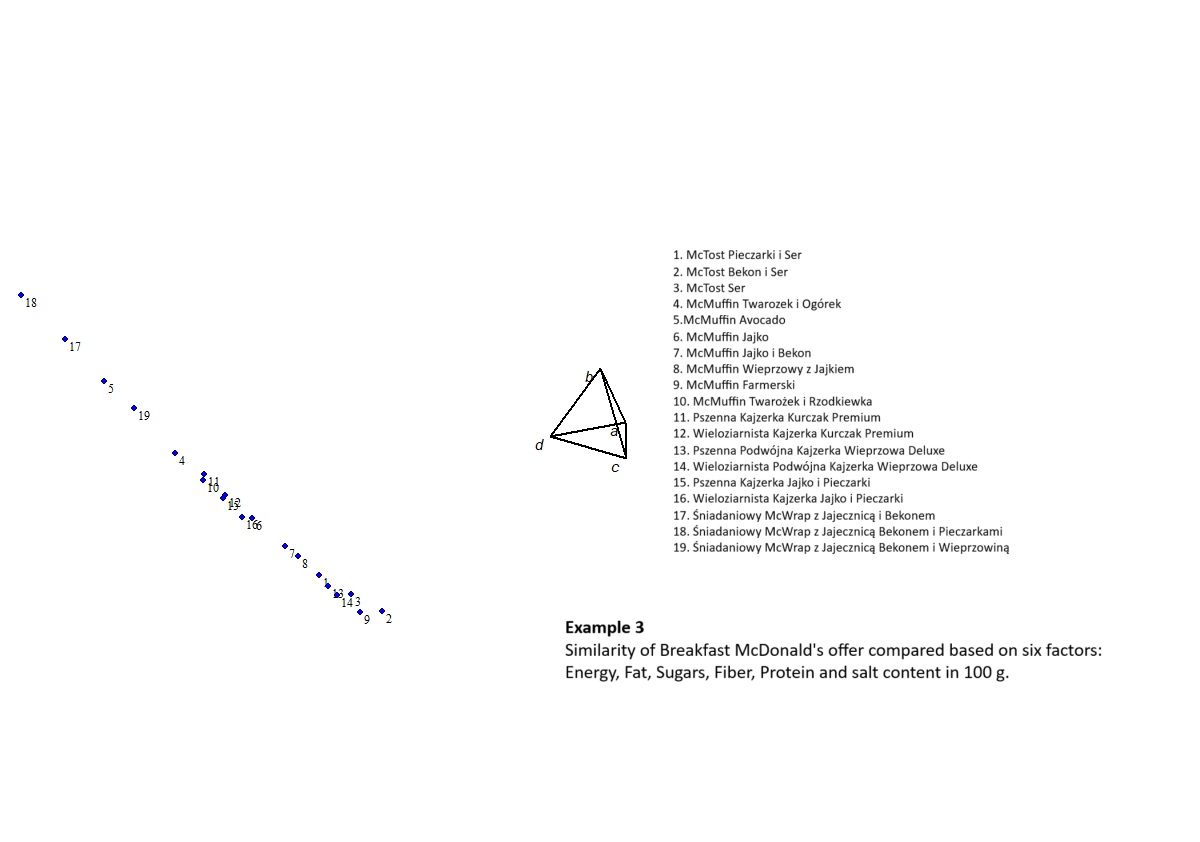 18
17
5
19
4
11
10
12
15
16
6
7
8
1
13
14
3
9
2
b
a
d
c
1. McTost Pieczarki i Ser
2. McTost Bekon i Ser
3. McTost Ser
4. McMuffin Twarozek i Ogórek
5.McMuffin Avocado
6. McMuffin Jajko
7. McMuffin Jajko i Bekon
8. McMuffin Wieprzowy z Jajkiem
9. McMuffin Farmerski
10. McMuffin Twarożek i Rzodkiewka
11. Pszenna Kajzerka Kurczak Premium
12. Wieloziarnista Kajzerka Kurczak Premium
13. Pszenna Podwójna Kajzerka Wieprzowa Deluxe
14. Wieloziarnista Podwójna Kajzerka Wieprzowa Deluxe
15. Pszenna Kajzerka Jajko i Pieczarki
16. Wieloziarnista Kajzerka Jajko i Pieczarki
17. Śniadaniowy McWrap z Jajecznicą i Bekonem
18. Śniadaniowy McWrap z Jajecznicą Bekonem i Pieczarkami
19. Śniadaniowy McWrap z Jajecznicą Bekonem i Wieprzowiną
Example 3
Similarity of Breakfast McDonald's offer compared based on six factors:
Energy, Fat, Sugars, Fiber, Protein and salt content in 100 g.